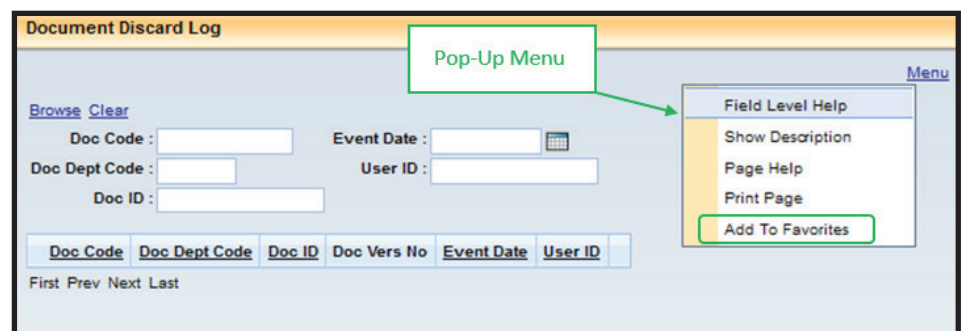 Document Discard Log
Pop-Up Menu
Menu
Browse Clear
Doc Code :
Event Date :
Doc Dept Code :
User ID :
Doc ID :
Field Level Help
Show Description
Page Help
Print Page
Add To Favorites
Doc Code Doc Dept Code Doc ID Doc Vers No Event Date User ID
First Prev Next Last